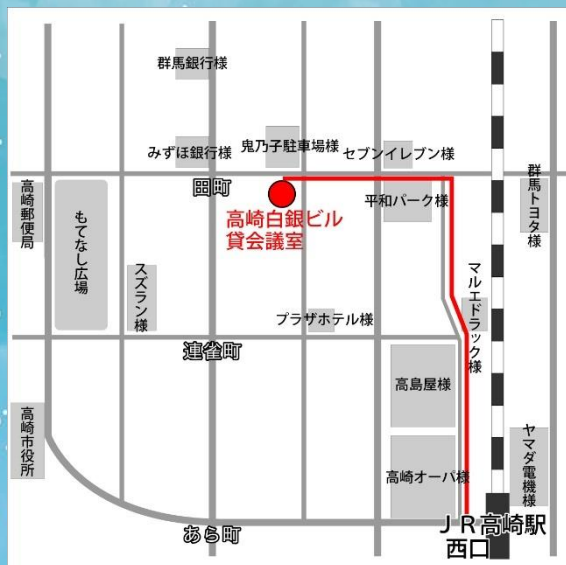 群馬銀行様
みずほ銀行様
鬼乃子駐車場様
セブンイレブン様
田町
高崎白銀ビル
貸会議室
平和パーク様
群馬トヨタ様
高崎郵便局
もてなし広場
スズラン様
プラザホテル様
マルエドラック様
連雀町
高島屋様
高崎市役所
高崎オーパ様
ヤマダ電機様
あら町
JR高崎駅
西口